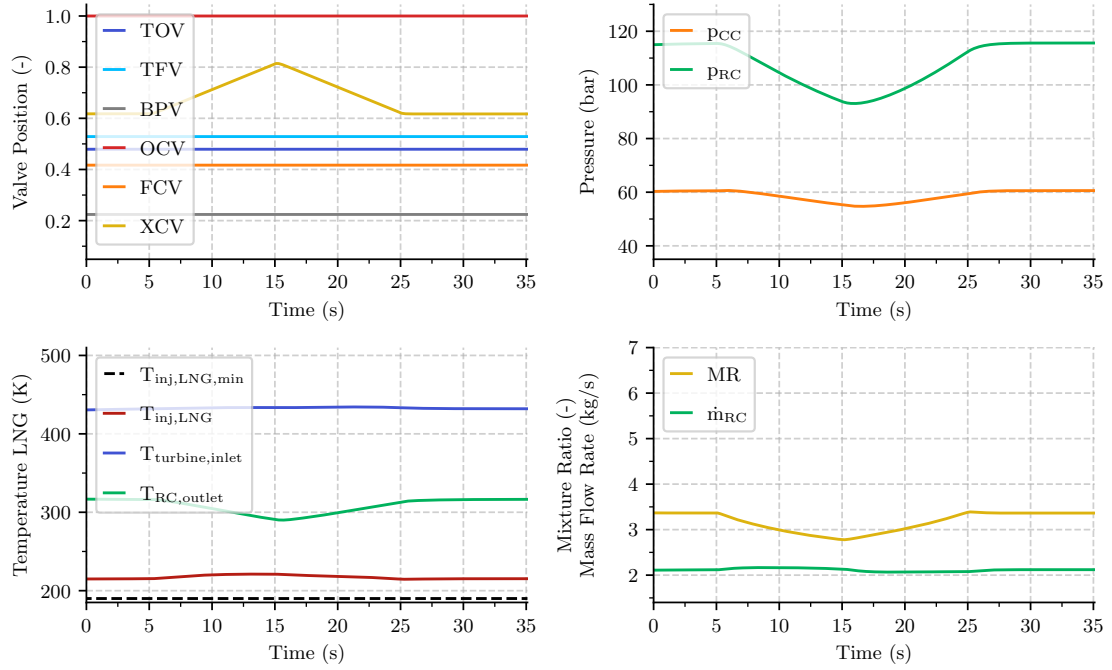 Valve Position (-)
1.0
0.8
0.6
0.4
0.2
TOV
TFV
BPV
OCV
FCV
XCV
0 5 10 15 20 25 30 35
Time (s)
Pressure (bar)
120
100
80
60
40
pCC
pRC
0 5 10 15 20 25 30 35
Time (s)
Temperature LNG (K)
500
400
300
200
Tinj,LNG,min
Tinj,LNG
Tturbine,inlet
TRC,outlet
0 5 10 15 20 25 30 35
Time (s)
Mixture Ratio (-)
Mass Flow Rate (kg/s)
7
6
5
4
3
2
MR
ṁRC
0 5 10 15 20 25 30 35
Time (s)